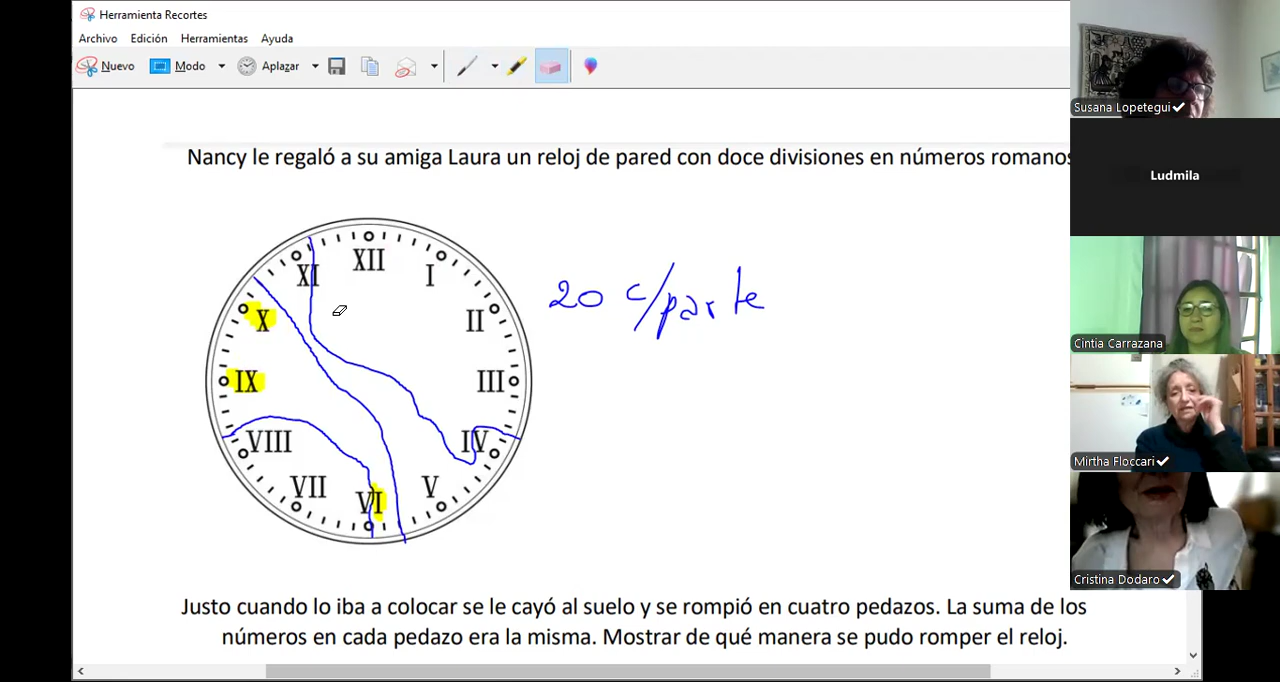 Herramienta Recortes
Archivo Edición Herramientas Ayuda
Nuevo Modo Aplazar
Nancy le regaló a su amiga Laura un reloj de pared con doce divisiones en números romanos
XII
XI I
X II
IX III
VIII IV
VII V
VI
20 c/parte
Justo cuando lo iba a colocar se le cayó al suelo y se rompió en cuatro pedazos. La suma de los
números en cada pedazo era la misma. Mostrar de qué manera se pudo romper el reloj.
Susana Lopetegui
Ludmila
Cintia Carrazana
Mirtha Floccari
Cristina Dodaro